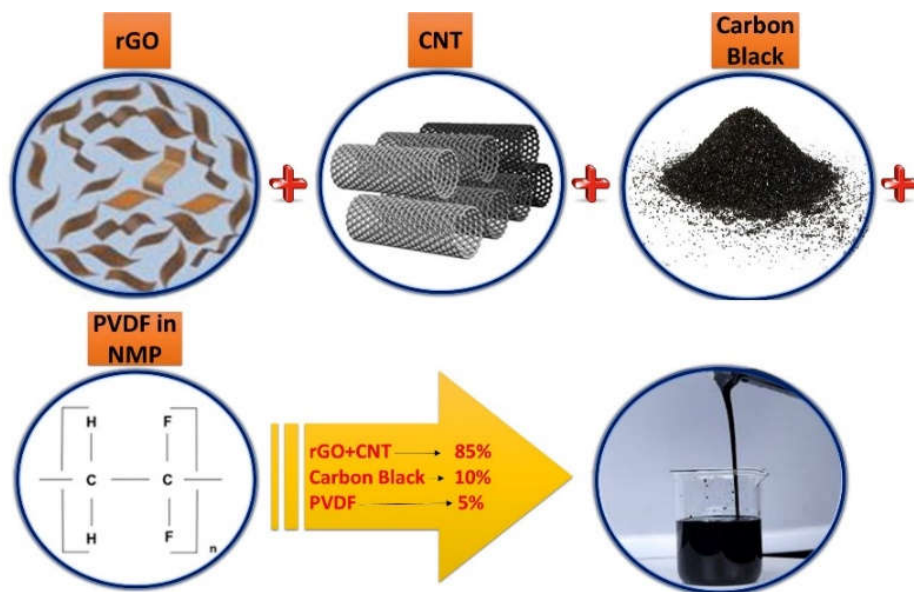 rGO
CNT
Carbon
Black
PVDF in
NMP
H
F
C
C
H
F
n
rGO+CNT → 85%
Carbon Black → 10%
PVDF → 5%